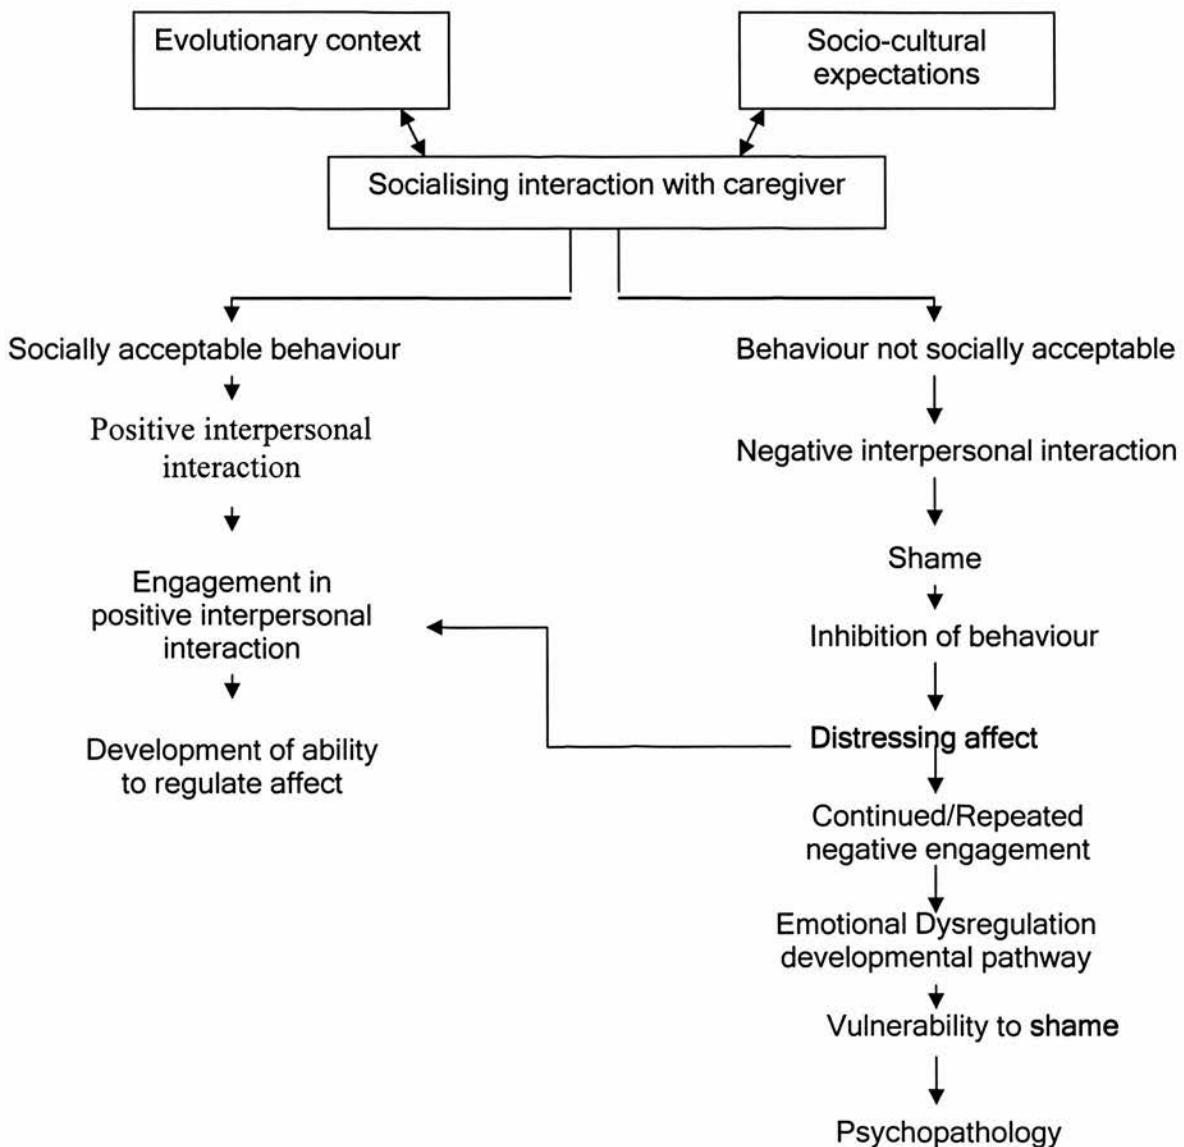 Evolutionary context
Socio-cultural
expectations
Socialising interaction with caregiver
Socially acceptable behaviour
Positive interpersonal
interaction
Engagement in
positive interpersonal
interaction
Development of ability
to regulate affect
Behaviour not socially acceptable
Negative interpersonal interaction
Shame
Inhibition of behaviour
Distressing affect
Continued/Repeated
negative engagement
Emotional Dysregulation
developmental pathway
Vulnerability to shame
Psychopathology